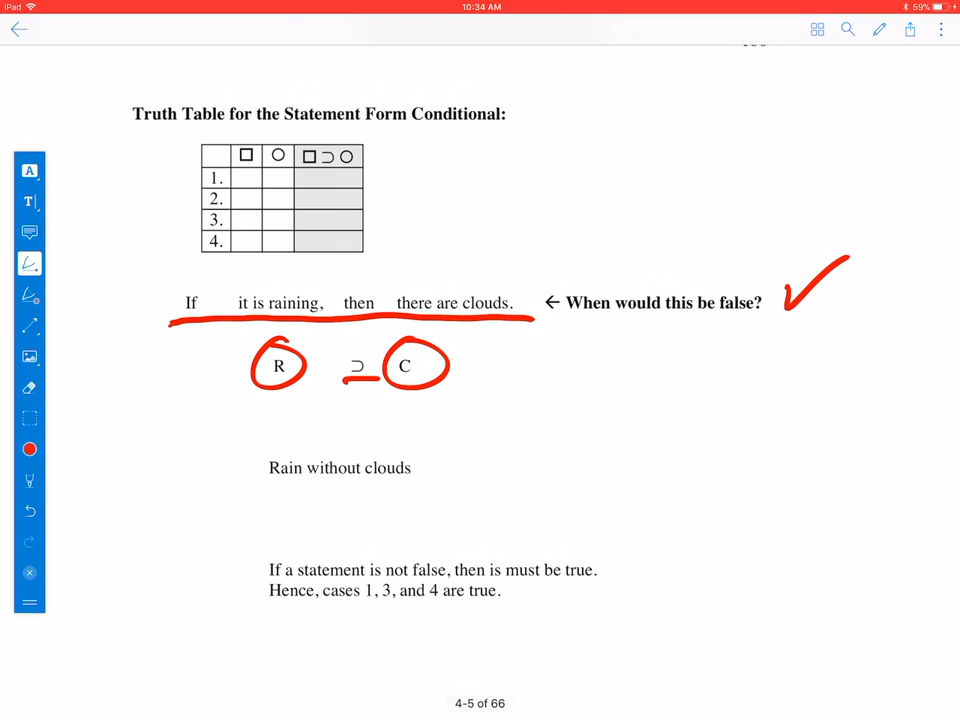 iPad 10:34 AM 59%
Truth Table for the Statement Form Conditional:
□ ○ □ ⊃ ○
1.
2.
3.
4.
If it is raining, then there are clouds. ← When would this be false?
R ⊃ C
Rain without clouds
If a statement is not false, then is must be true.
Hence, cases 1, 3, and 4 are true.
4-5 of 66
A
T